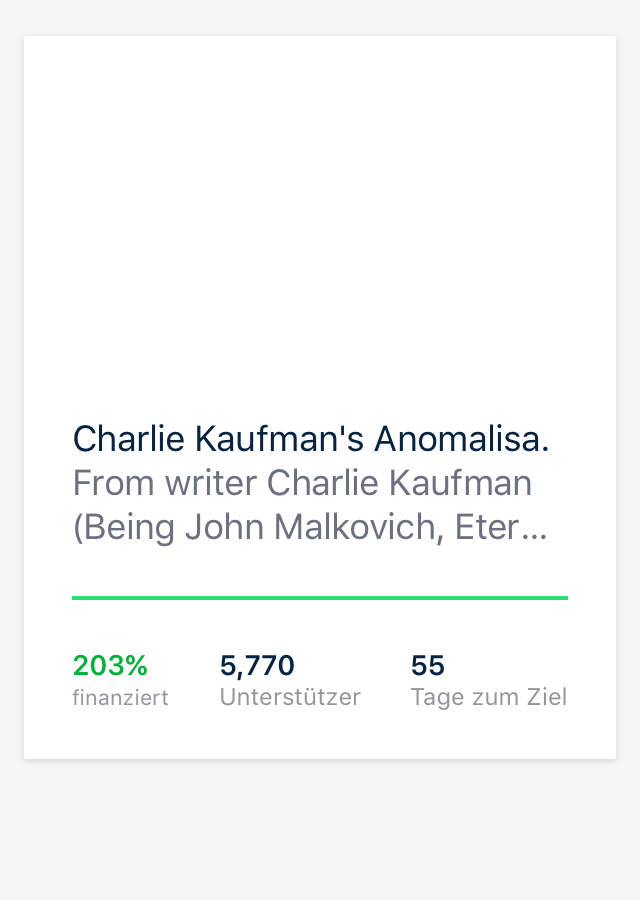 Charlie Kaufman's Anomalisa.
From writer Charlie Kaufman
(Being John Malkovich, Eter...
203% 5,770 55
finanziert Unterstützer Tage zum Ziel